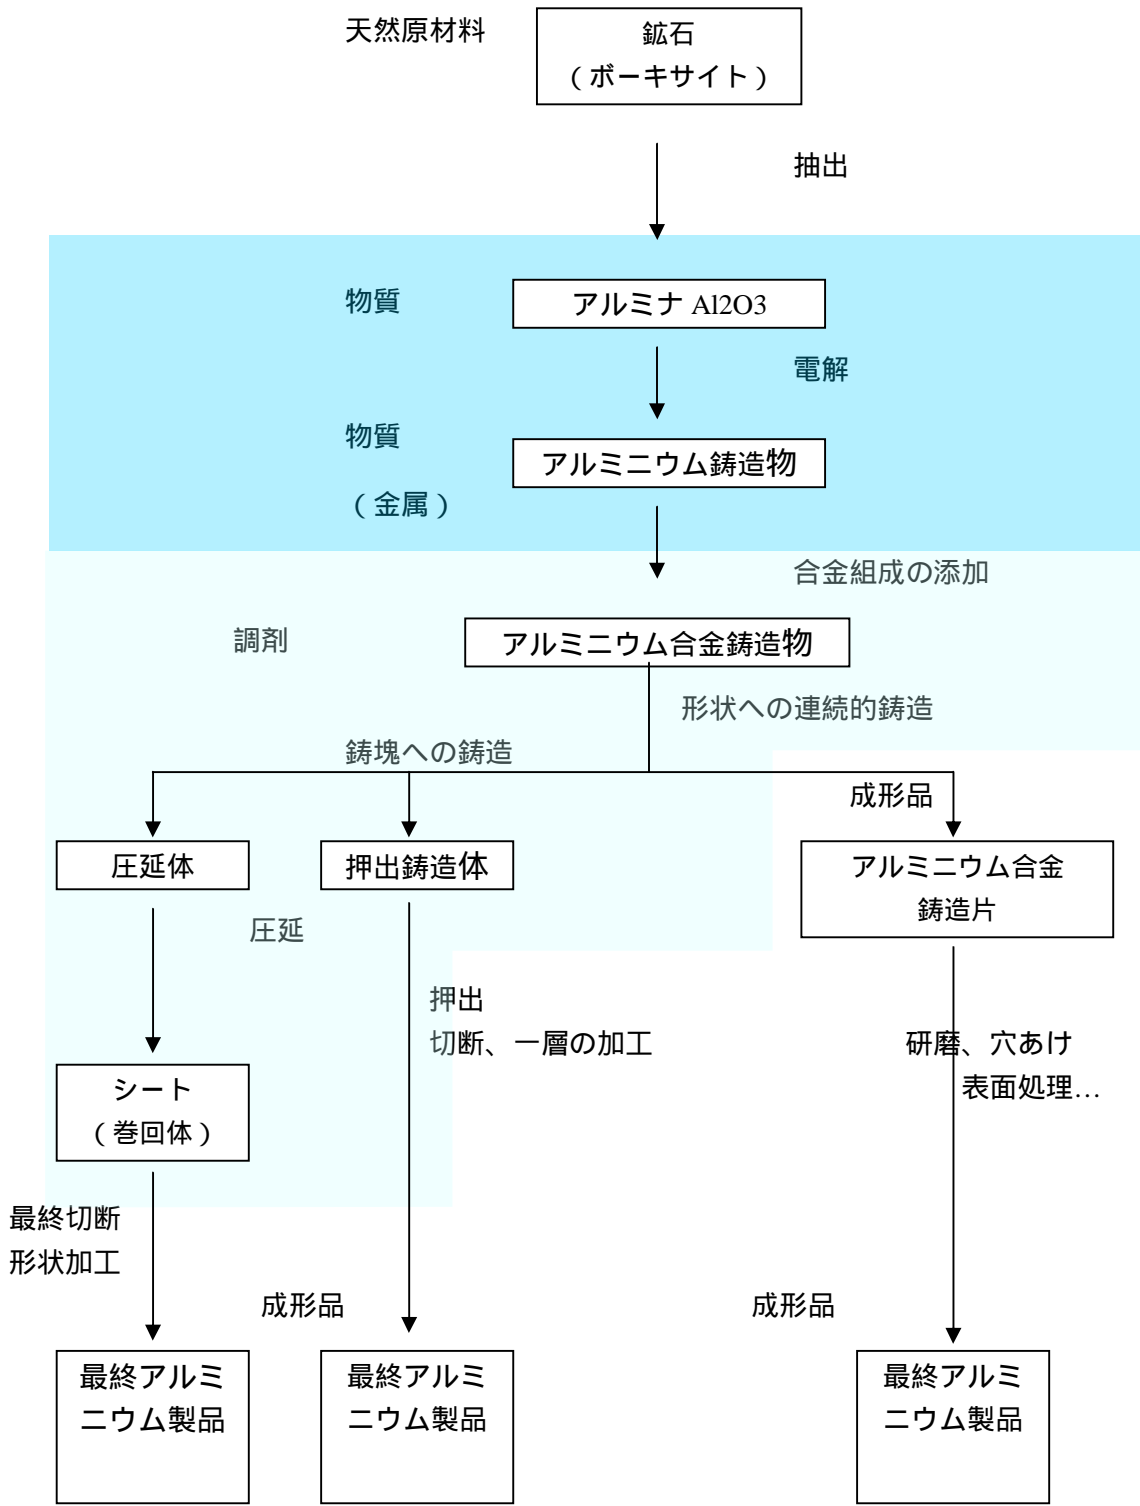 天然原材料
鉱石
（ボーキサイト）
抽出
物質
アルミナ Al2O3
電解
物質
アルミニウム鋳造物
（金属）
合金組成の添加
調剤
アルミニウム合金鋳造物
形状への連続的鋳造
鋳塊への鋳造
成形品
圧延体
押出鋳造体
アルミニウム合金
鋳造片
圧延
押出
切断、一層の加工
研磨、穴あけ
表面処理…
シート
（巻回体）
最終切断
形状加工
成形品
成形品
最終アルミ
ニウム製品
最終アルミ
ニウム製品
最終アルミ
ニウム製品